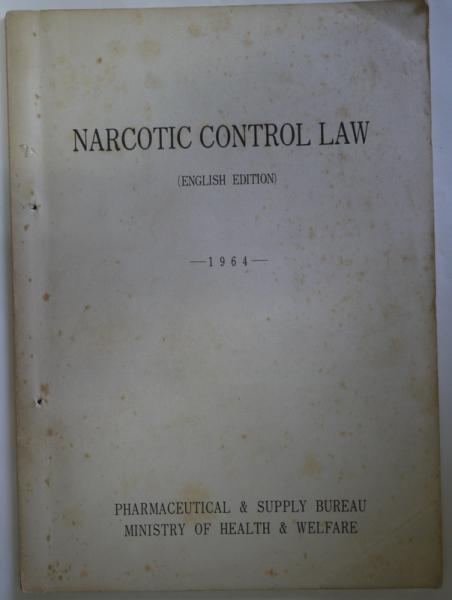 NARCOTIC CONTROL LAW
(ENGLISH EDITION)
—1964—
PHARMACEUTICAL & SUPPLY BUREAU
MINISTRY OF HEALTH & WELFARE